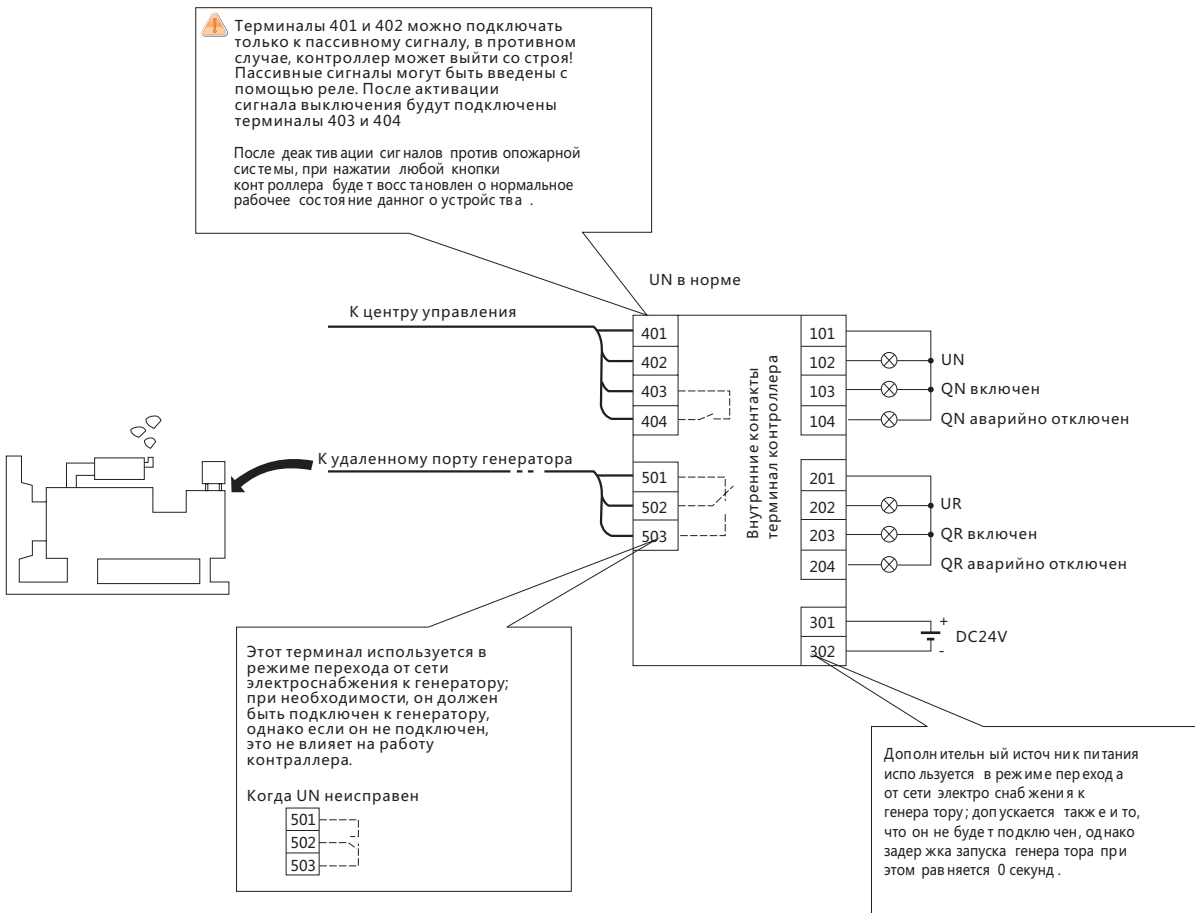 Терминалы 401 и 402 можно подключать
только к пассивному сигналу, в противном
случае, контроллер может выйти со строя!
Пассивные сигналы могут быть введены с
помощью реле. После активации
сигнала выключения будут подключены
терминалы 403 и 404
После деактивации сигналов против опожарной
системы, при нажатии любой кнопки
контроллера будет восстановлен о нормальное
рабочее состояние данного устройства .
UN в норме
К центру управления
401
402
403
404
К удаленному порту генератора
501
502
503
Внутренние контакты
терминал контроллера
101
102
103
104
UN
QN включен
QN аварийно отключен
201
202
203
204
UR
QR включен
QR аварийно отключен
301
302
+
DC24V
-
Этот терминал используется в
режиме перехода от сети
электроснабжения к генератору;
при необходимости, он должен
быть подключен к генератору,
однако если он не подключен,
это не влияет на работу
контраллера.
Когда UN неисправен
501
502
503
Дополнительный источник питания
используется в режиме перехода
от сети электроснабжения к
генератору; допускается также и то,
что он не будет подключен, однако
задержка запуска генератора при
этом равняется 0 секунд .